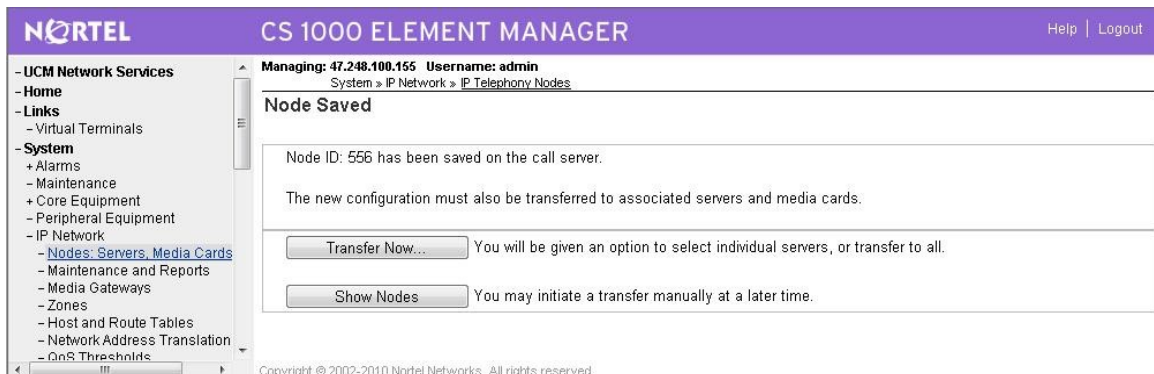 NORTEL
CS 1000 ELEMENT MANAGER
Help | Logout
- UCM Network Services
- Home
- Links
- Virtual Terminals
- System
+ Alarms
- Maintenance
+ Core Equipment
- Peripheral Equipment
- IP Network
- Nodes: Servers, Media Cards
- Maintenance and Reports
- Media Gateways
- Zones
- Host and Route Tables
- Network Address Translation
- QoS Thresholds
Managing: 47.248.100.155 Username: admin
System » IP Network » IP Telephony Nodes
Node Saved
Node ID: 556 has been saved on the call server.
The new configuration must also be transferred to associated servers and media cards.
Transfer Now... You will be given an option to select individual servers, or transfer to all.
Show Nodes You may initiate a transfer manually at a later time.
Copyright © 2002-2010 Nortel Networks. All rights reserved.